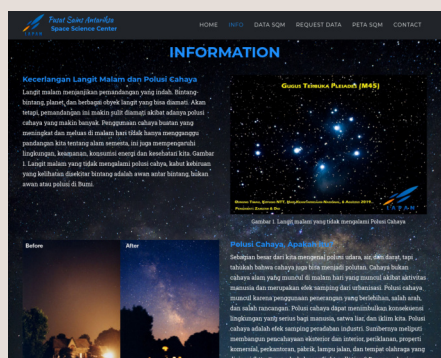 Pusat Sains Antariksa
Space Science Center
LAPAN
HOME INFO DATA SQM REQUEST DATA PETA SQM CONTACT
INFORMATION
Kecerlangan Langit Malam dan Polusi Cahaya
Langit malam menjanjikan pemandangan yang indah. Bintang-
bintang, planet, dan berbagai obyek langit yang bisa diamati. Akan
tetapi, pemandangan ini makin sulit diamati akibat adanya polusi
cahaya yang makin banyak. Penggunaan cahaya buatan yang
meningkat dan meluas di malam hari tidak hanya mengganggu
pandangan kita tentang alam semesta, ini juga mempengaruhi
lingkungan, keamanan, konsumsi energi dan kesehatan kita. Gambar
1. Langit malam yang tidak mengalami polusi cahya, kabut kebiruan
yang kelihatan disekitar bintang adalah awan antar bintang, bukan
awan atau polusi di Bumi.
Gugus Terbuka Pleiades (M45)
LAPAN
Gambar 1. Langit malam yang tidak mengalami Polusi Cahaya
Before
After
Polusi Cahaya, Apakah itu?
Sebagian besar dari kita mengenal polusi udara, air, dan darat, tapi
tahukah bahwa cahaya juga bisa menjadi polutan. Cahaya bukan
cahaya alam yang muncul di malam hari yang muncul akibat aktivitas
manusia dan merupakan efek samping dari urbanisasi. Polusi cahaya
muncul karena penggunaan penerangan yang berlebihan, salah arah,
dan salah rancangan. Polusi cahaya dapat menimbulkan konsekuensi
lingkungan yang serius bagi manusia, satwa liar, dan iklim kita. Polusi
cahaya adalah efek samping peradaban industri. Sumbernya meliputi
membangun pencahayaan eksterior dan interior, periklanan, properti
komersial, perkantoran, pabrik, lampu jalan, dan tempat olahraga yang